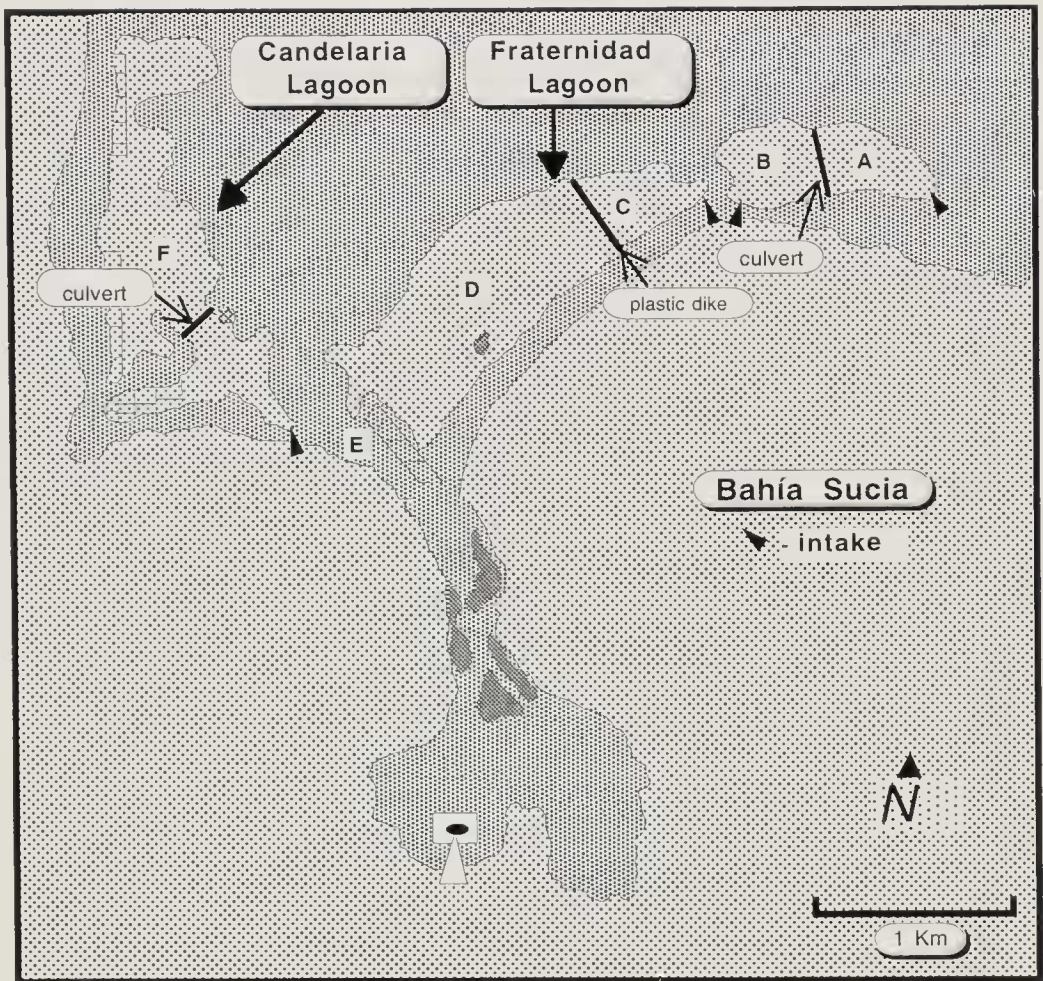 Candelaria
Lagoon
Fraternidad
Lagoon
B
A
C
F
culvert
culvert
D
plastic dike
E
Bahía Sucia
- intake
N
1 Km